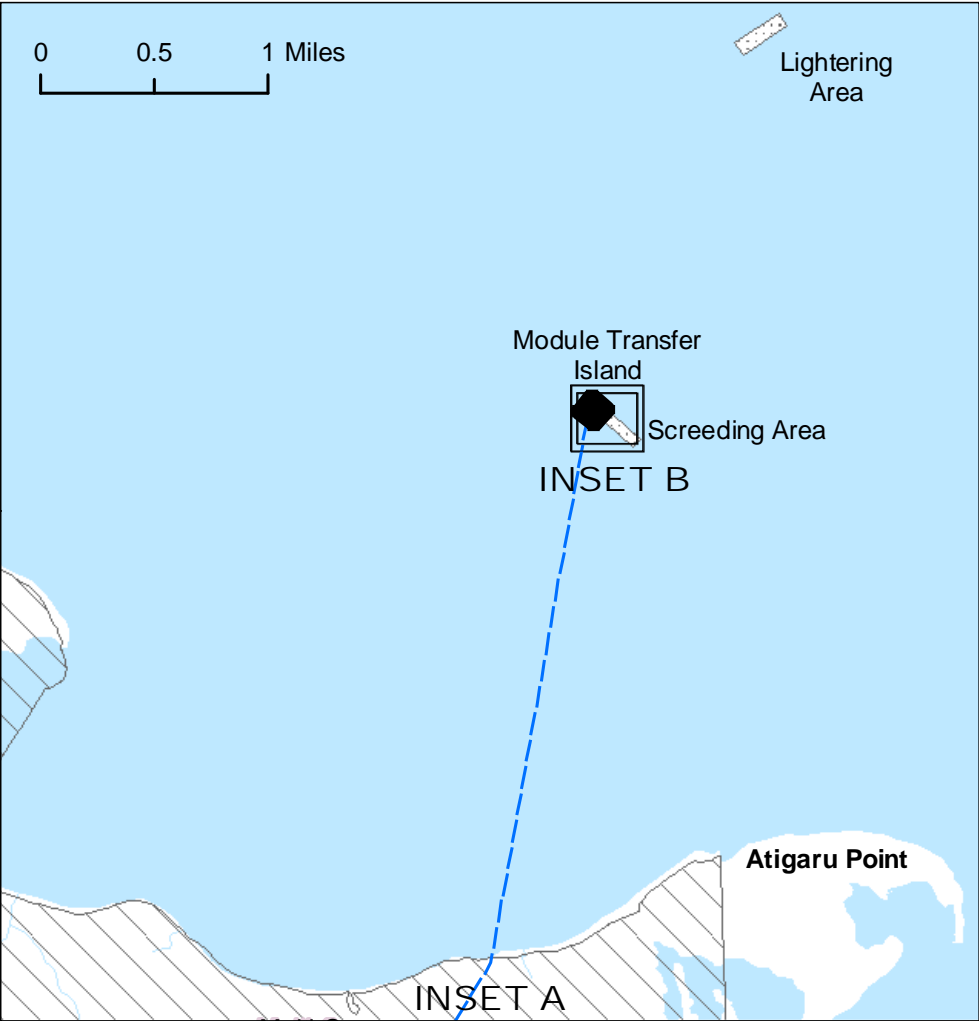 0 0.5 1 Miles
Lightering
Area
Module Transfer
Island
Screeding Area
INSET B
Atigaru Point
INSET A